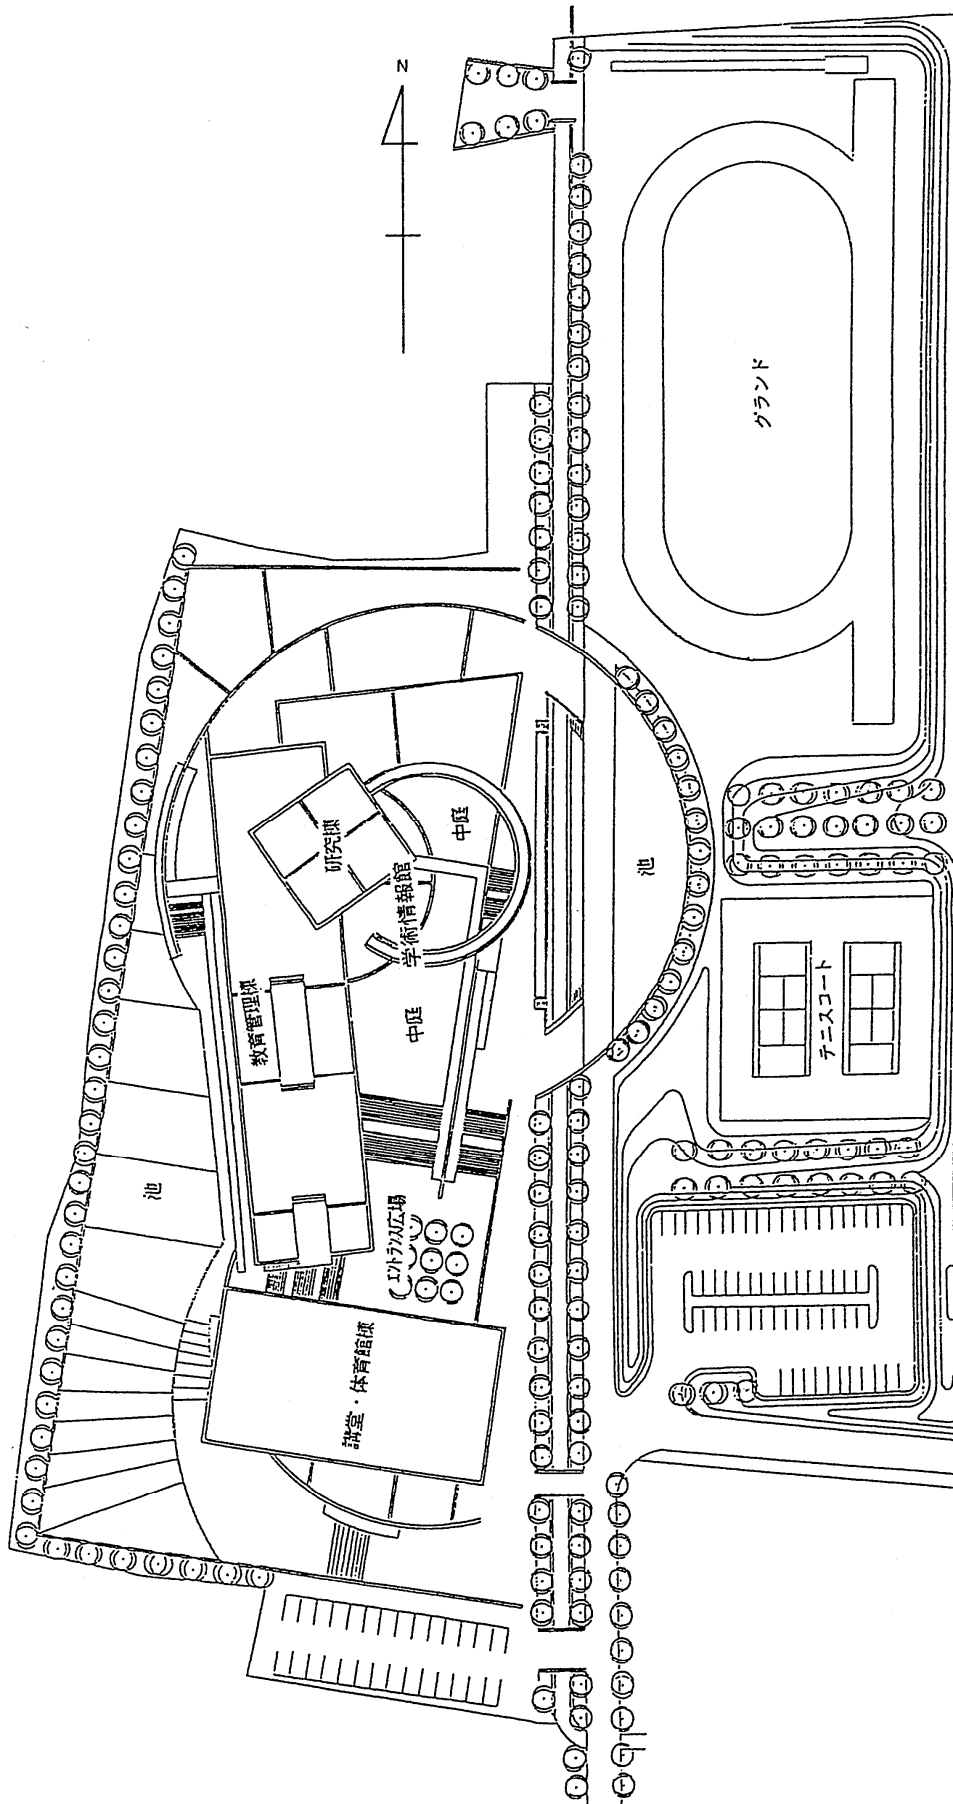 N
グランド
研究棟
中庭
学術情報館
池
教育管理棟
中庭
テニスコート
池
エントランス広場
講堂・体育館棟